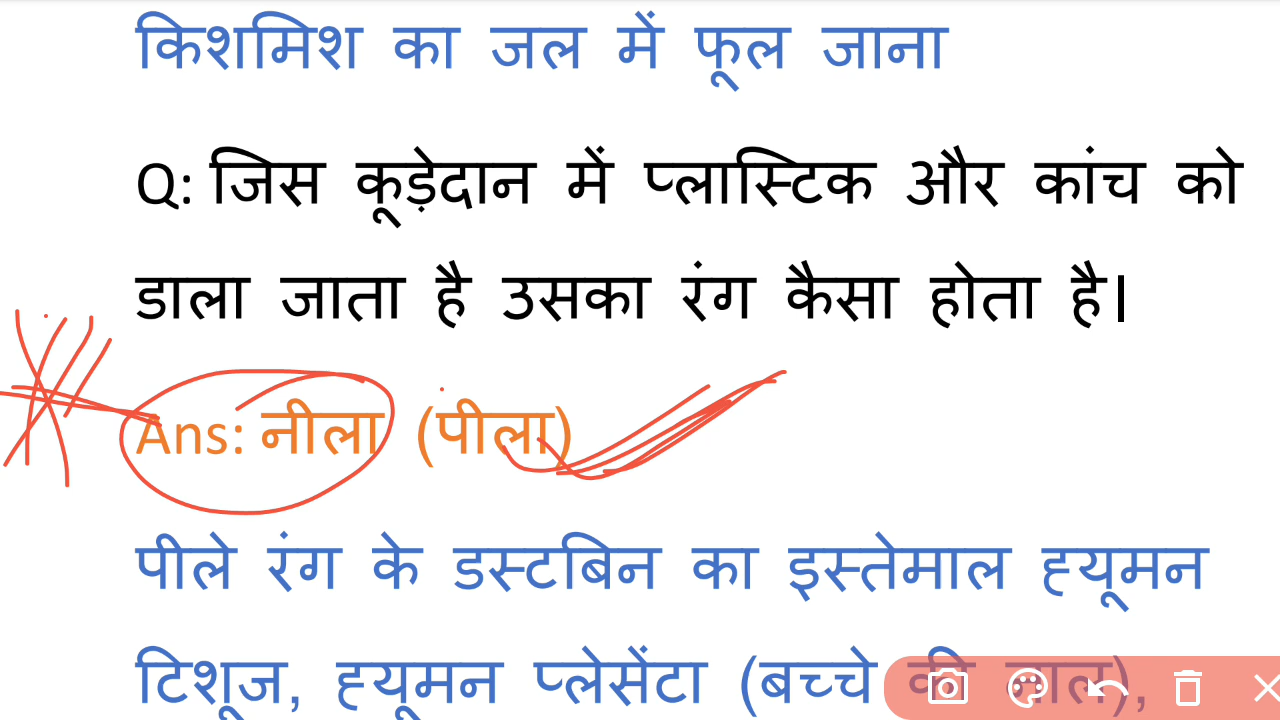 किशमिश का जल में फूल जाना
Q: जिस कूड़ेदान में प्लास्टिक और कांच को
डाला जाता है उसका रंग कैसा होता है।
Ans: नीला (पीला)
पीले रंग के डस्टबिन का इस्तेमाल ह्यूमन
टिशूज, ह्यूमन प्लेसेंटा (बच्चे की नाल),